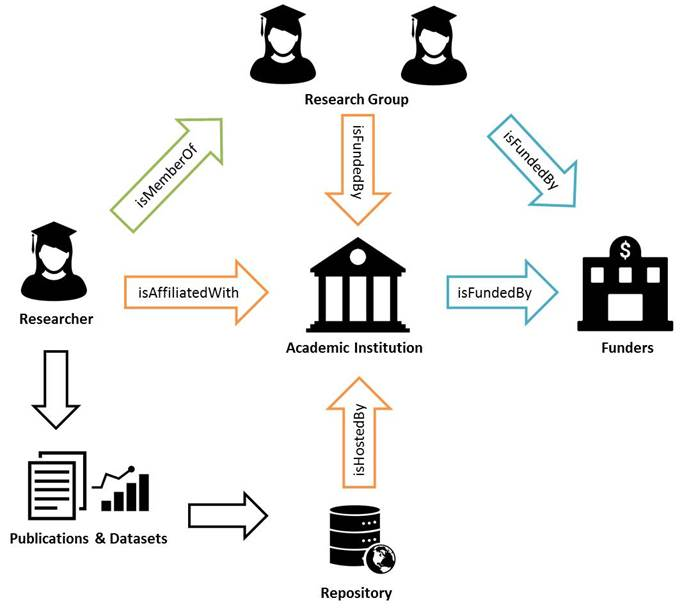 Research Group
isMemberOf
isFundedBy
isFundedBy
$
Researcher
isAffiliatedWith
Academic Institution
isFundedBy
Funders
isHostedBy
Publications & Datasets
Repository